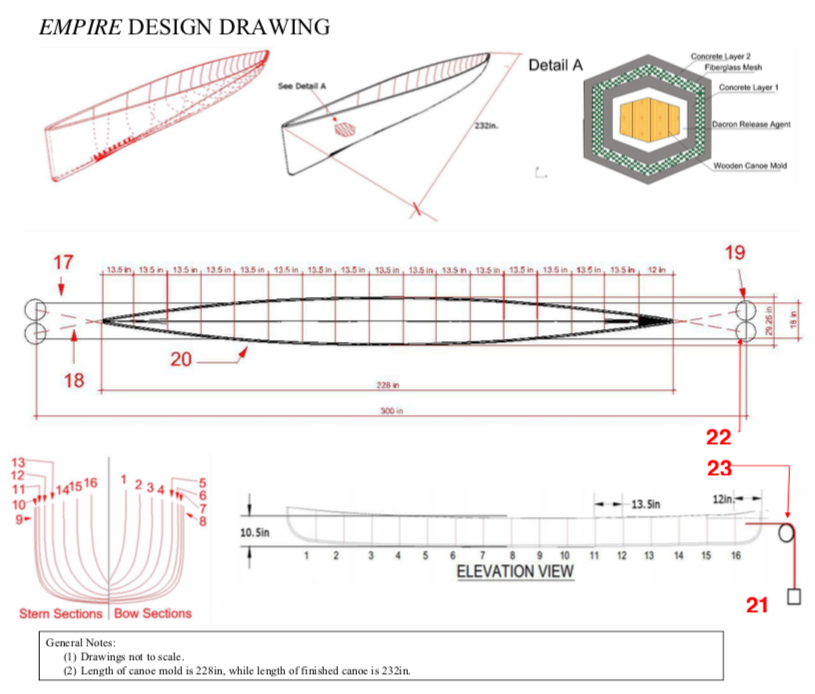 EMPIRE DESIGN DRAWING
See Detail A
232in.
Detail A
Concrete Layer 2
Fiberglass Mesh
Concrete Layer 1
Dacron Release Agent
Wooden Canoe Mold
17
19
13.5 in 13.5 in 13.5 in 13.5 in 13.5 in 13.5 in 13.5 in 13.5 in 13.5 in 13.5 in 13.5 in 13.5 in 13.5 in 13.5 in 13.5 in 13.5 in 12 in
29.25 in
18 in
18
20
228 in
300 in
22
23
13
12
11
10
9
14 15 16
1 2 3 4
5
6
7
8
Stern Sections
Bow Sections
10.5in
13.5in
12in
1 2 3 4 5 6 7 8 9 10 11 12 13 14 15 16
ELEVATION VIEW
21
General Notes:
(1) Drawings not to scale.
(2) Length of canoe mold is 228in, while length of finished canoe is 232in.